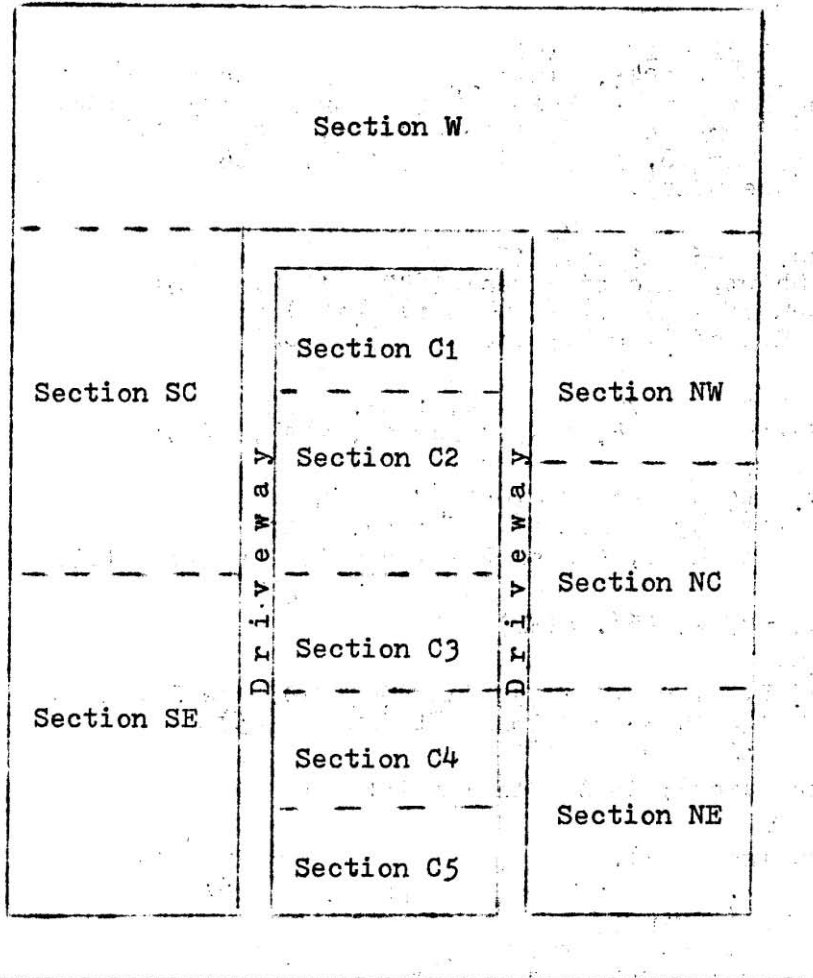 Section W
Section C1
Section SC
Section NW
Section C2
Driveway
Driveway
Section NC
Section C3
Section SE
Section C4
Section NE
Section C5